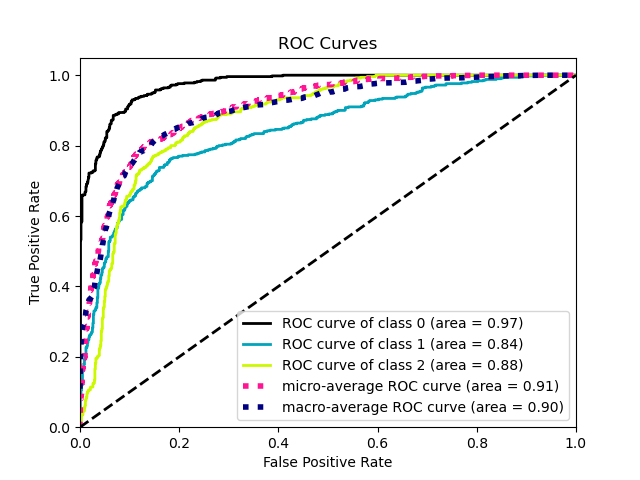 ROC Curves
True Positive Rate
1.0
0.8
0.6
0.4
0.2
0.0
ROC curve of class 0 (area = 0.97)
ROC curve of class 1 (area = 0.84)
ROC curve of class 2 (area = 0.88)
micro-average ROC curve (area = 0.91)
macro-average ROC curve (area = 0.90)
0.0 0.2 0.4 0.6 0.8 1.0
False Positive Rate